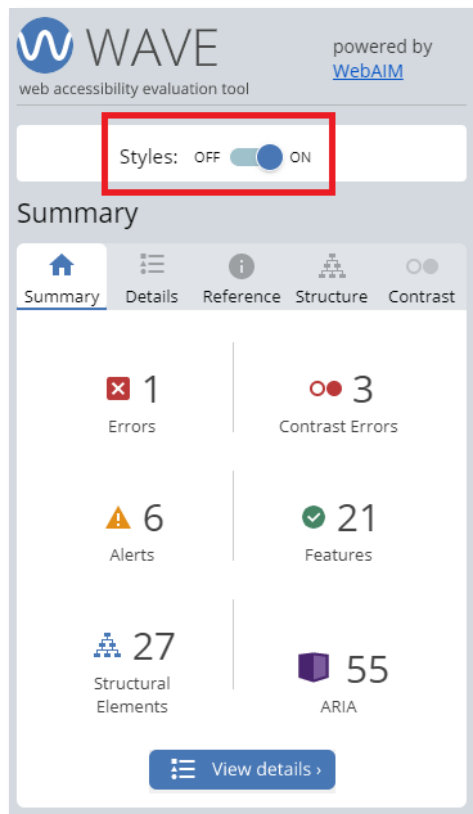 WAVE
web accessibility evaluation tool
powered by
WebAIM
Styles: OFF ON
Summary
Summary Details Reference Structure Contrast
1
Errors
3
Contrast Errors
6
Alerts
21
Features
27
Structural
Elements
55
ARIA
View details ›